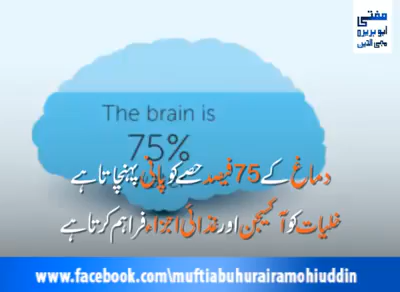 مفتی
ابو ہریرہ
محی الدین
The brain is
75%
دماغ کے 75 فیصد حصے کو پانی پہنچاتا ہے
خلیات کو آکسیجن اور غذائی اجزاء فراہم کرتا ہے
www.facebook.com/muftiabuhurairamohiuddin